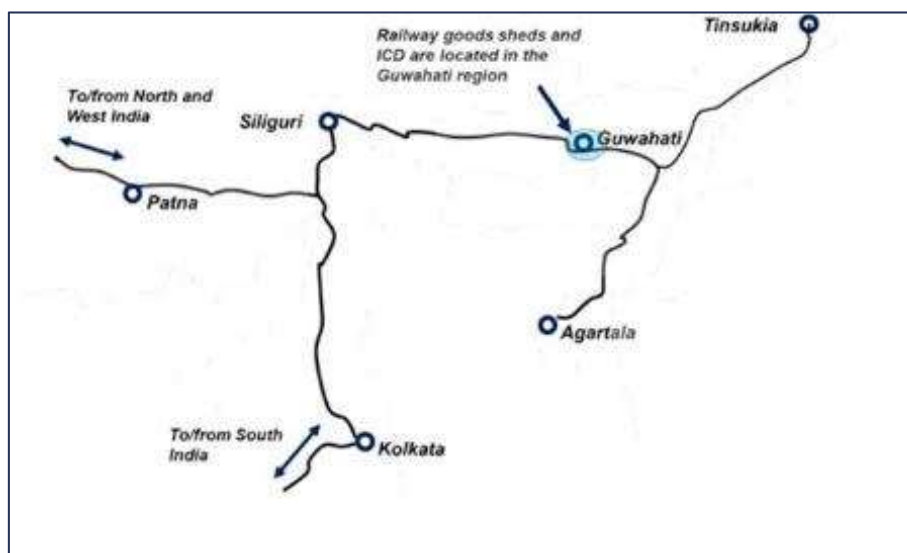 Tinsukia
Railway goods sheds and
ICD are located in the
Guwahati region
To/from North and
West India
Siliguri
Guwahati
Patna
Agartala
To/from South
India
Kolkata